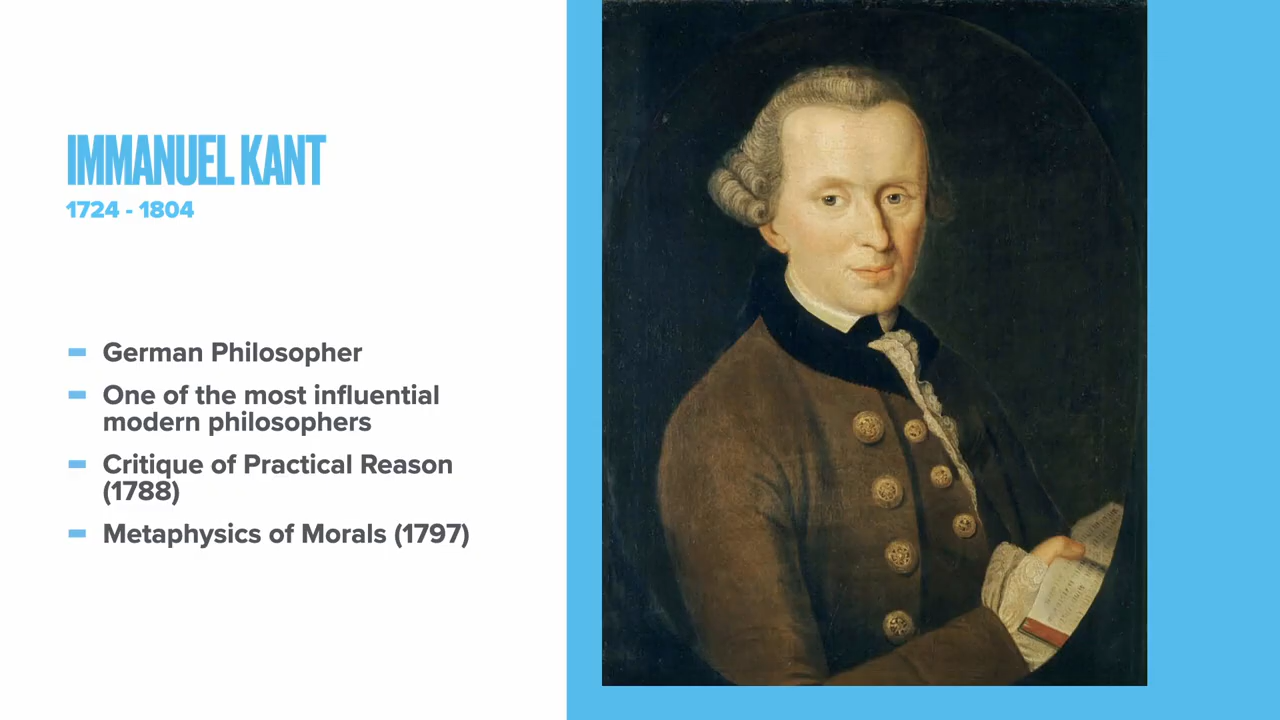 IMMANUEL KANT
1724 - 1804
German Philosopher
One of the most influential
modern philosophers
Critique of Practical Reason
(1788)
Metaphysics of Morals (1797)